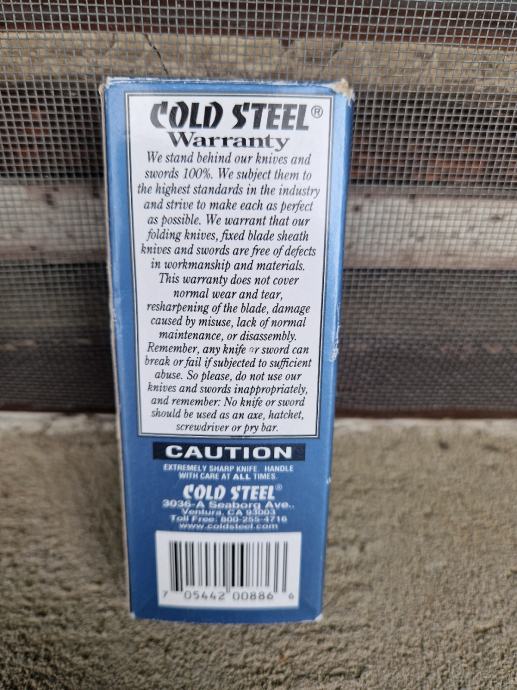 COLD STEEL®
Warranty
We stand behind our knives and
swords 100%. We subject them to
the highest standards in the industry
and strive to make each as perfect
as possible. We warrant that our
folding knives, fixed blade sheath
knives and swords are free of defects
in workmanship and materials.
This warranty does not cover
normal wear and tear,
resharpening of the blade, damage
caused by misuse, lack of normal
maintenance, or disassembly.
Remember, any knife or sword can
break or fail if subjected to sufficient
abuse. So please, do not use our
knives and swords inappropriately,
and remember: No knife or sword
should be used as an axe, hatchet,
screwdriver or pry bar.
CAUTION
EXTREMELY SHARP KNIFE. HANDLE
WITH CARE AT ALL TIMES.
COLD STEEL®
3036-A Seaborg Ave.,
Ventura, CA 93003
Toll Free: 800-255-4716
www.coldsteel.com
7 05442 00886 6